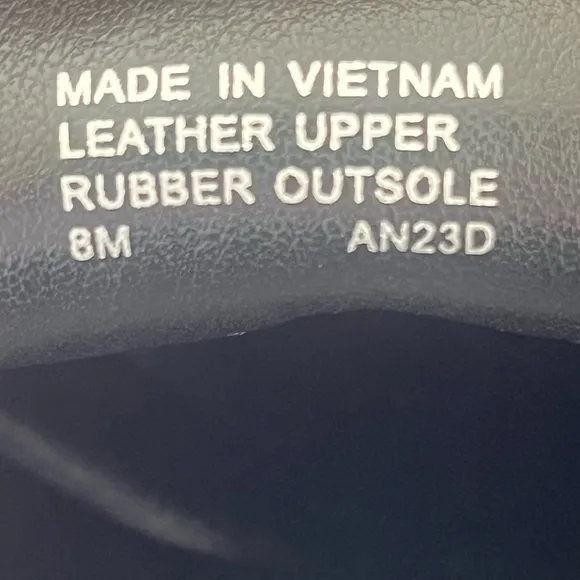 MADE IN VIETNAM
LEATHER UPPER
RUBBER OUTSOLE
8M AN23D